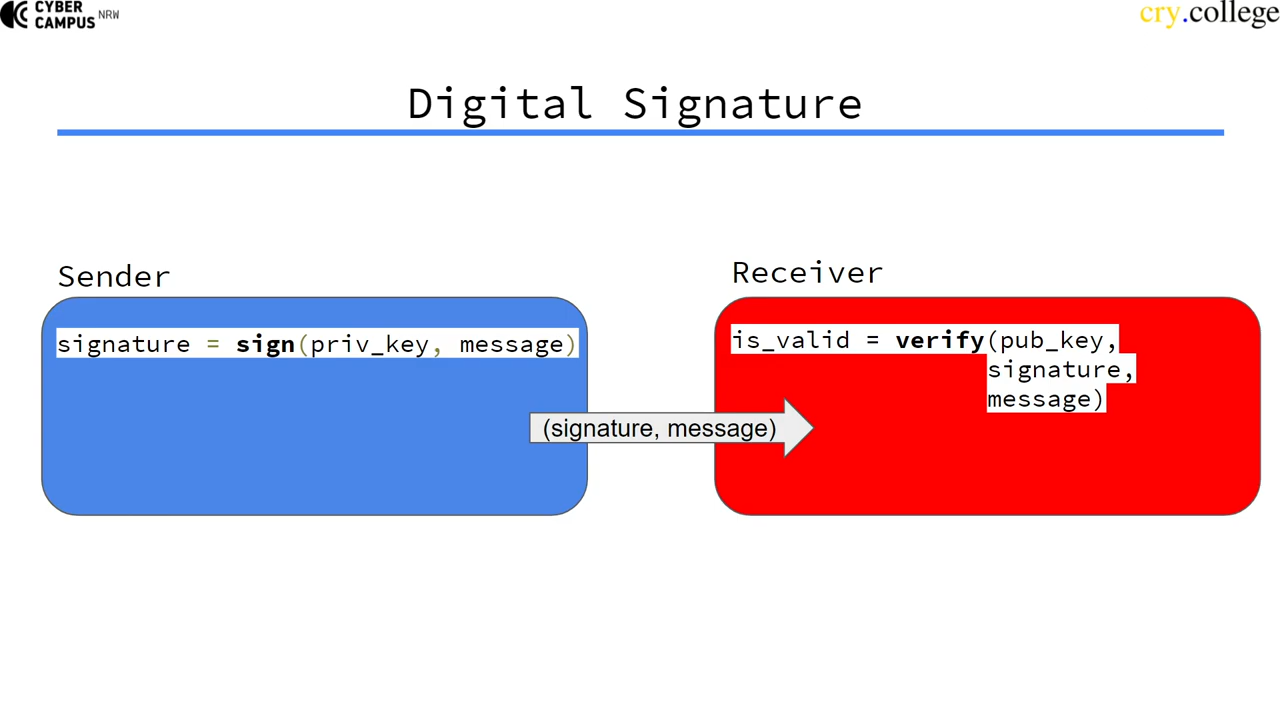 CYBER
CAMPUS NRW
cry.college
Digital Signature
Sender
signature = sign(priv_key, message)
(signature, message)
Receiver
is_valid = verify(pub_key,
signature,
message)